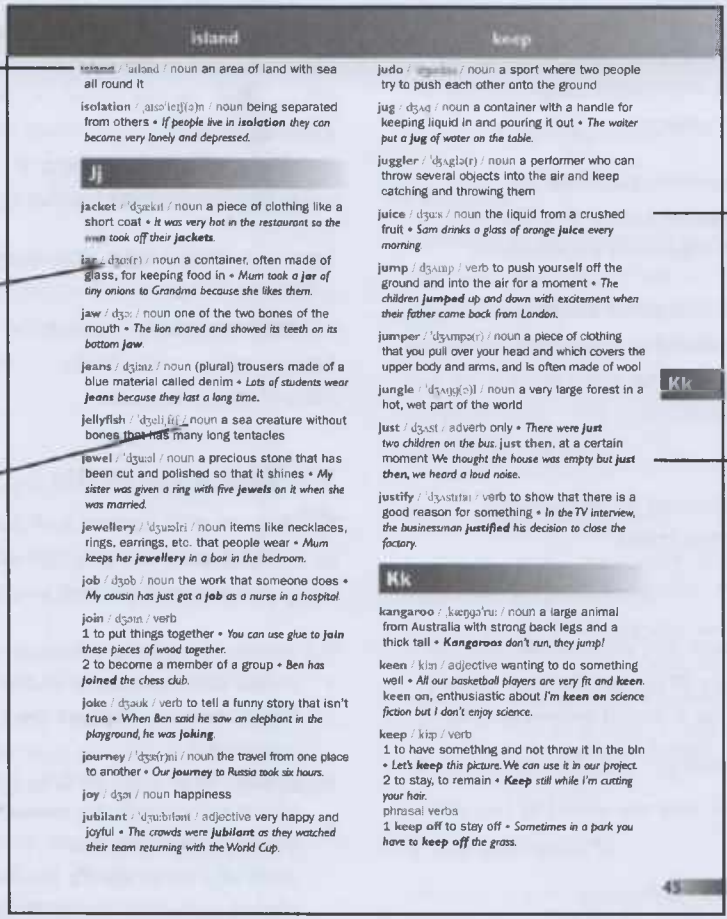 island
keep
island / ˈaɪlənd / noun an area of land with sea
all round it
isolation / ˌaɪsəˈleɪʃ(ə)n / noun being separated
from others • If people live in isolation they can
become very lonely and depressed.
Jj
jacket / ˈdʒækɪt / noun a piece of clothing like a
short coat • It was very hot in the restaurant so the
men took off their jackets.
jar / dʒɑː(r) / noun a container, often made of
glass, for keeping food in • Mum took a jar of
tiny onions to Grandma because she likes them.
jaw / dʒɔː / noun one of the two bones of the
mouth • The lion roared and showed its teeth on its
bottom jaw.
jeans / dʒiːnz / noun (plural) trousers made of a
blue material called denim • Lots of students wear
jeans because they last a long time.
jellyfish / ˈdʒeliˌfɪʃ / noun a sea creature without
bones that has many long tentacles
jewel / ˈdʒuːəl / noun a precious stone that has
been cut and polished so that it shines • My
sister was given a ring with five jewels on it when she
was married.
jewellery / ˈdʒuːəlri / noun items like necklaces,
rings, earrings, etc. that people wear • Mum
keeps her jewellery in a box in the bedroom.
job / dʒɒb / noun the work that someone does •
My cousin has just got a job as a nurse in a hospital.
join / dʒɔɪn / verb
1 to put things together • You can use glue to join
these pieces of wood together.
2 to become a member of a group • Ben has
joined the chess club.
joke / dʒəʊk / verb to tell a funny story that isn't
true • When Ben said he saw an elephant in the
playground, he was joking.
journey / ˈdʒɜː(r)ni / noun the travel from one place
to another • Our journey to Russia took six hours.
joy / dʒɔɪ / noun happiness
jubilant / ˈdʒuːbɪlənt / adjective very happy and
joyful • The crowds were jubilant as they watched
their team returning with the World Cup.
judo / / noun a sport where two people
try to push each other onto the ground
jug / dʒʌɡ / noun a container with a handle for
keeping liquid in and pouring it out • The waiter
put a jug of water on the table.
juggler / ˈdʒʌɡlə(r) / noun a performer who can
throw several objects into the air and keep
catching and throwing them
juice / dʒuːs / noun the liquid from a crushed
fruit • Sam drinks a glass of orange juice every
morning.
jump / dʒʌmp / verb to push yourself off the
ground and into the air for a moment • The
children jumped up and down with excitement when
their father came back from London.
jumper / ˈdʒʌmpə(r) / noun a piece of clothing
that you pull over your head and which covers the
upper body and arms, and is often made of wool
jungle / ˈdʒʌŋɡ(ə)l / noun a very large forest in a
hot, wet part of the world
just / dʒʌst / adverb only • There were just
two children on the bus. just then, at a certain
moment We thought the house was empty but just
then, we heard a loud noise.
justify / ˈdʒʌstɪfaɪ / verb to show that there is a
good reason for something • In the TV interview,
the businessman justified his decision to close the
factory.
Kk
kangaroo / ˌkæŋɡəˈruː / noun a large animal
from Australia with strong back legs and a
thick tail • Kangaroos don't run, they jump!
keen / kiːn / adjective wanting to do something
well • All our basketball players are very fit and keen.
keen on, enthusiastic about I'm keen on science
fiction but I don't enjoy science.
keep / kiːp / verb
1 to have something and not throw it in the bin
• Let's keep this picture. We can use it in our project.
2 to stay, to remain • Keep still while I'm cutting
your hair.
phrasal verbs
1 keep off to stay off • Sometimes in a park you
have to keep off the grass.
Kk
45